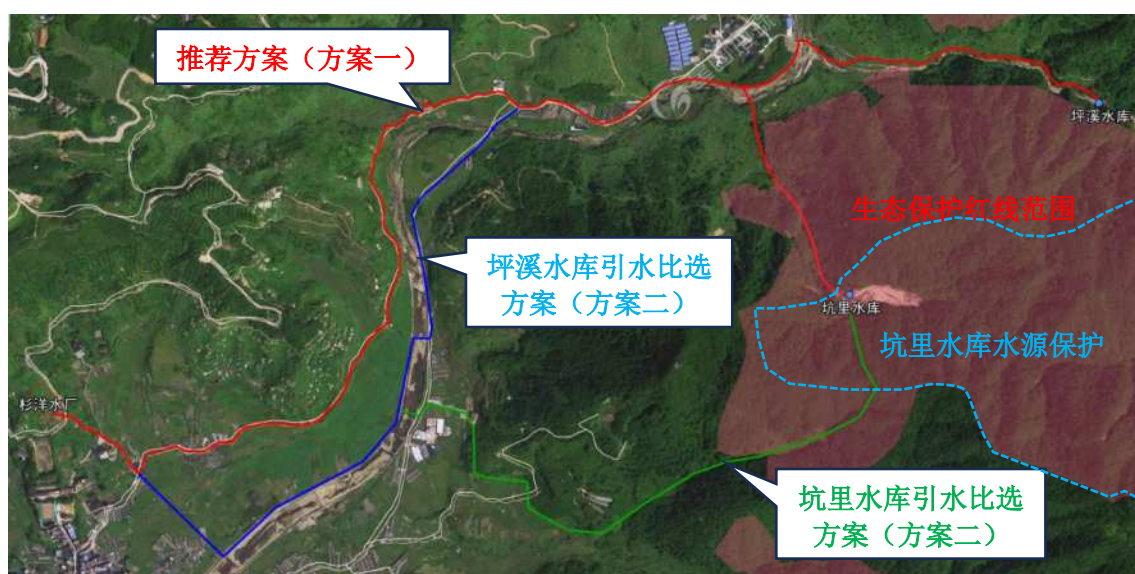 推荐方案（方案一）
坪溪水库
生态保护红线范围
坪溪水库引水比选
方案（方案二）
坑里水库
坑里水库水源保护
杉洋水厂
坑里水库引水比选
方案（方案二）